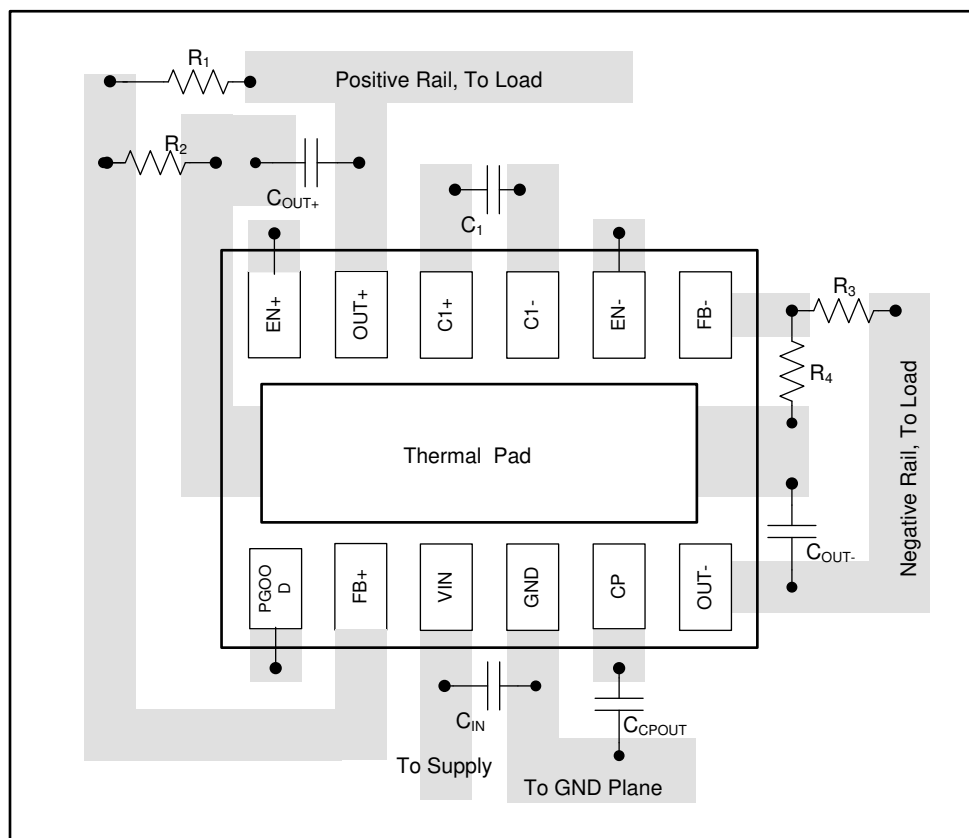 R1
Positive Rail, To Load
R2
COUT+
C1
EN+
OUT+
C1+
C1-
EN-
FB-
R3
R4
Thermal Pad
Negative Rail, To Load
COUT-
PGOO
D
FB+
VIN
GND
CP
OUT-
CIN
CCPOUT
To Supply
To GND Plane